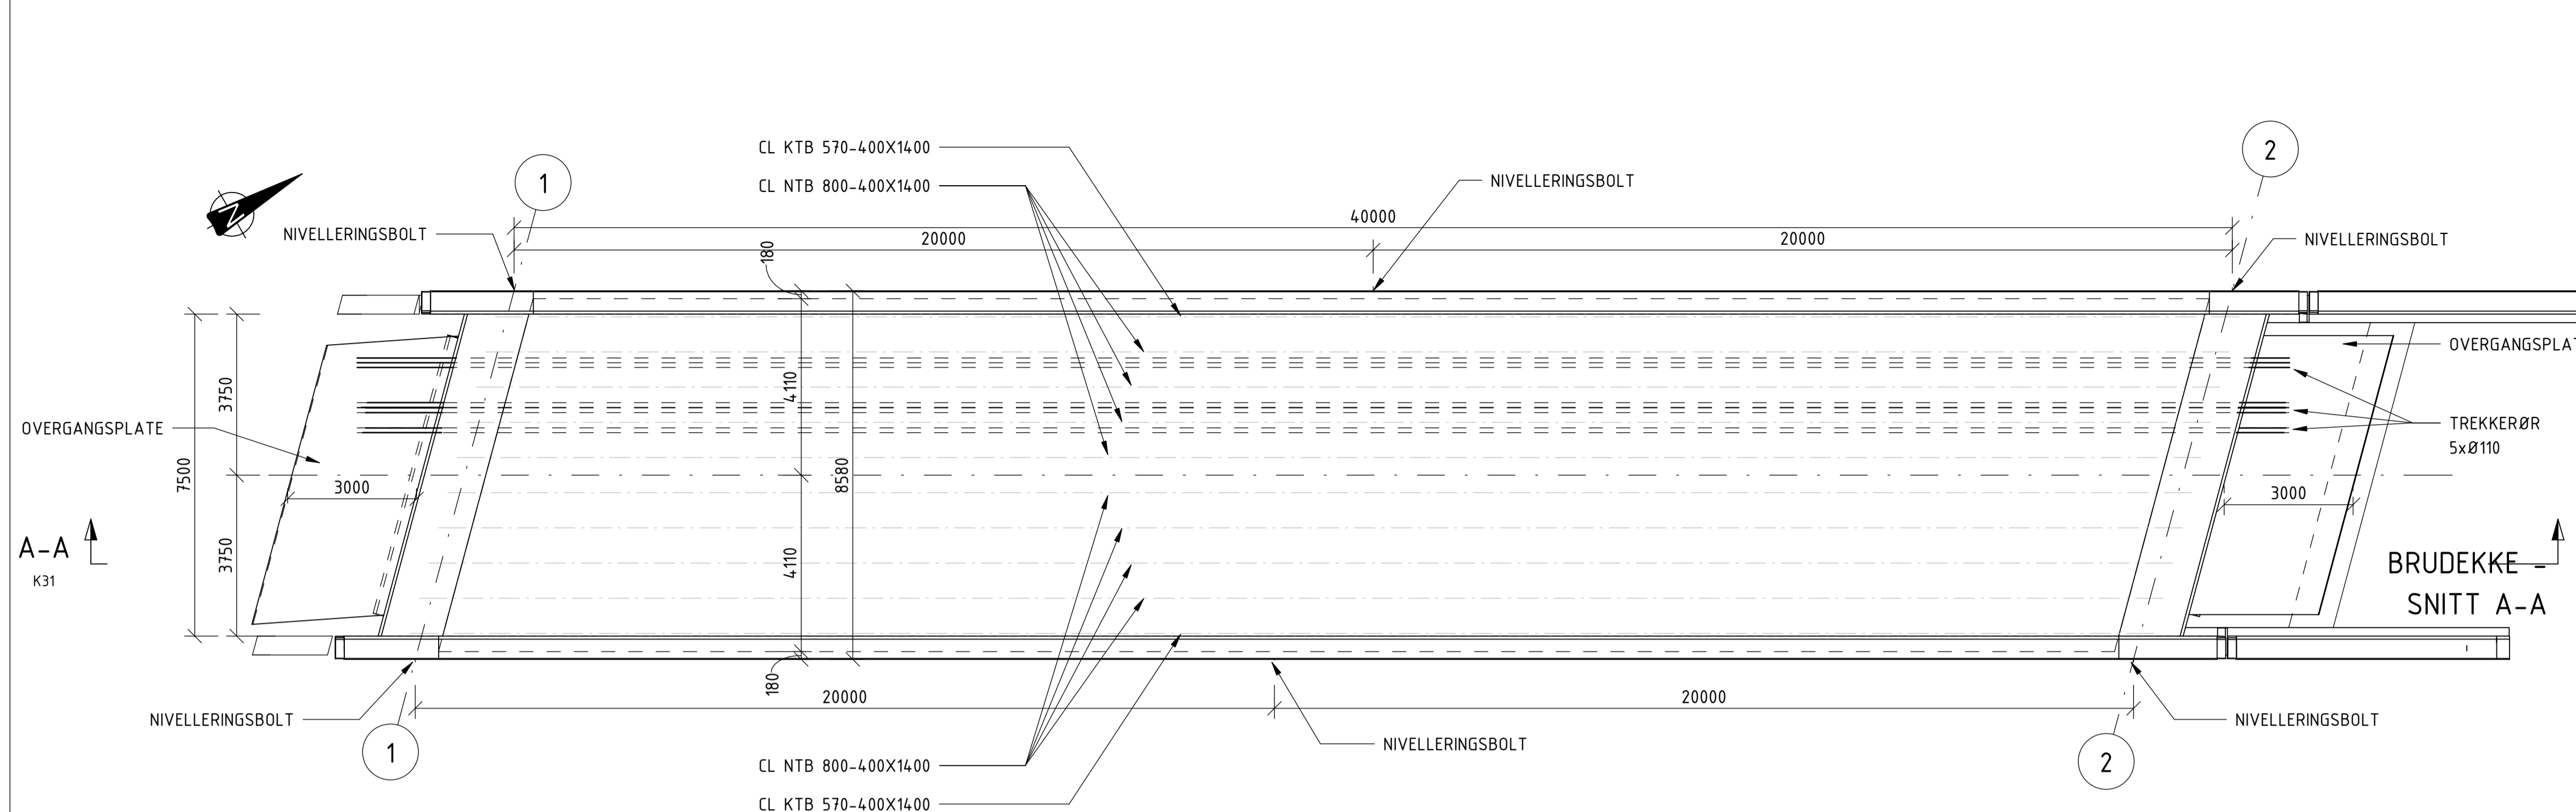 CL KTB 570-400X1400
CL NTB 800-400X1400
NIVELLERINGSBOLT
1
2
N
NIVELLERINGSBOLT
40000
20000
20000
NIVELLERINGSBOLT
180
OVERGANGSPLAT
3750
4110
OVERGANGSPLATE
TREKKERØR
5xØ110
7500
8580
3000
3000
A-A
K31
3750
4110
BRUDEKKE -
SNITT A-A
180
20000
20000
NIVELLERINGSBOLT
NIVELLERINGSBOLT
NIVELLERINGSBOLT
1
2
CL NTB 800-400X1400
CL KTB 570-400X1400